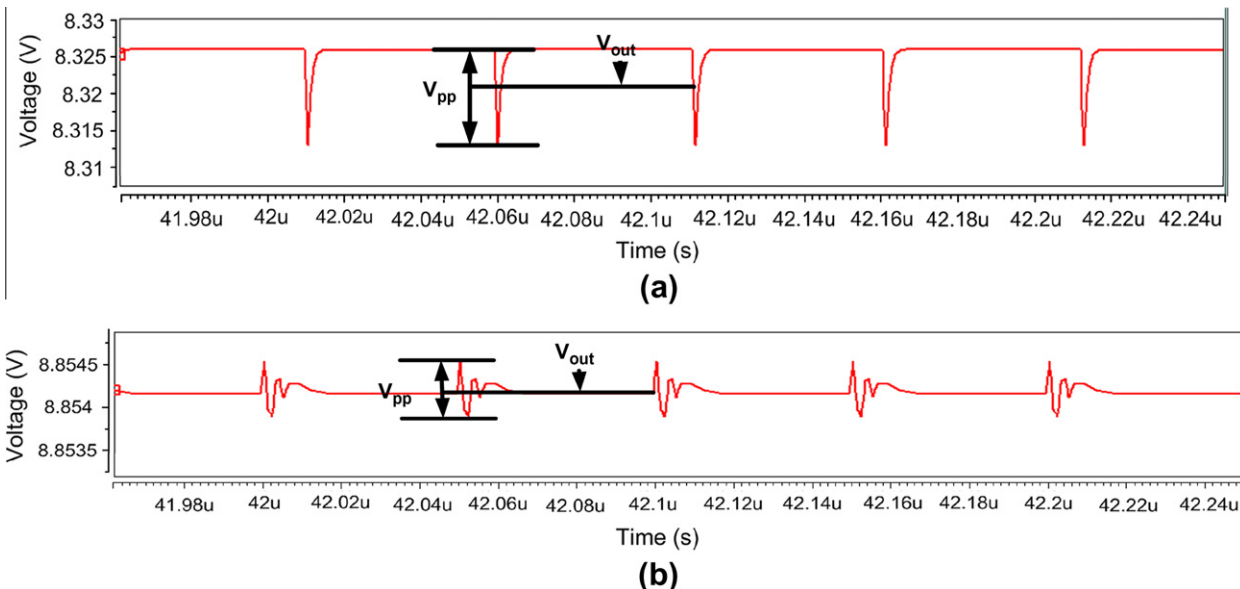 8.33
8.325
8.32
8.315
8.31
Voltage (V)
Vpp
Vout
41.98u 42u 42.02u 42.04u 42.06u 42.08u 42.1u 42.12u 42.14u 42.16u 42.18u 42.2u 42.22u 42.24u
Time (s)
(a)
8.8545
8.854
8.8535
Voltage (V)
Vpp
Vout
41.98u 42u 42.02u 42.04u 42.06u 42.08u 42.1u 42.12u 42.14u 42.16u 42.18u 42.2u 42.22u 42.24u
Time (s)
(b)